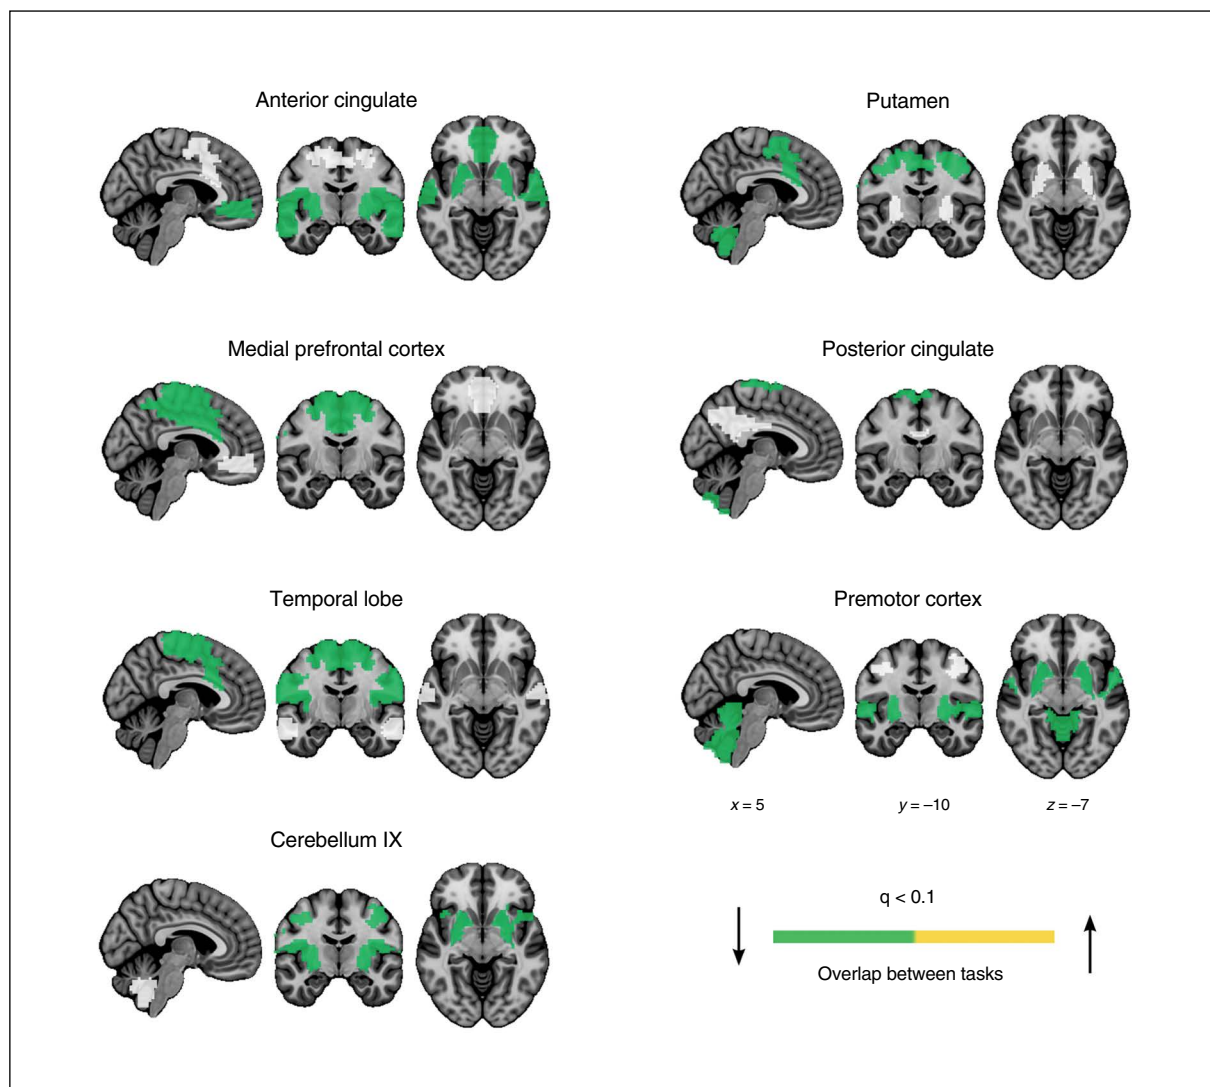 Anterior cingulate
Putamen
Medial prefrontal cortex
Posterior cingulate
Temporal lobe
Premotor cortex
x = 5
y = –10
z = –7
Cerebellum IX
q < 0.1
Overlap between tasks